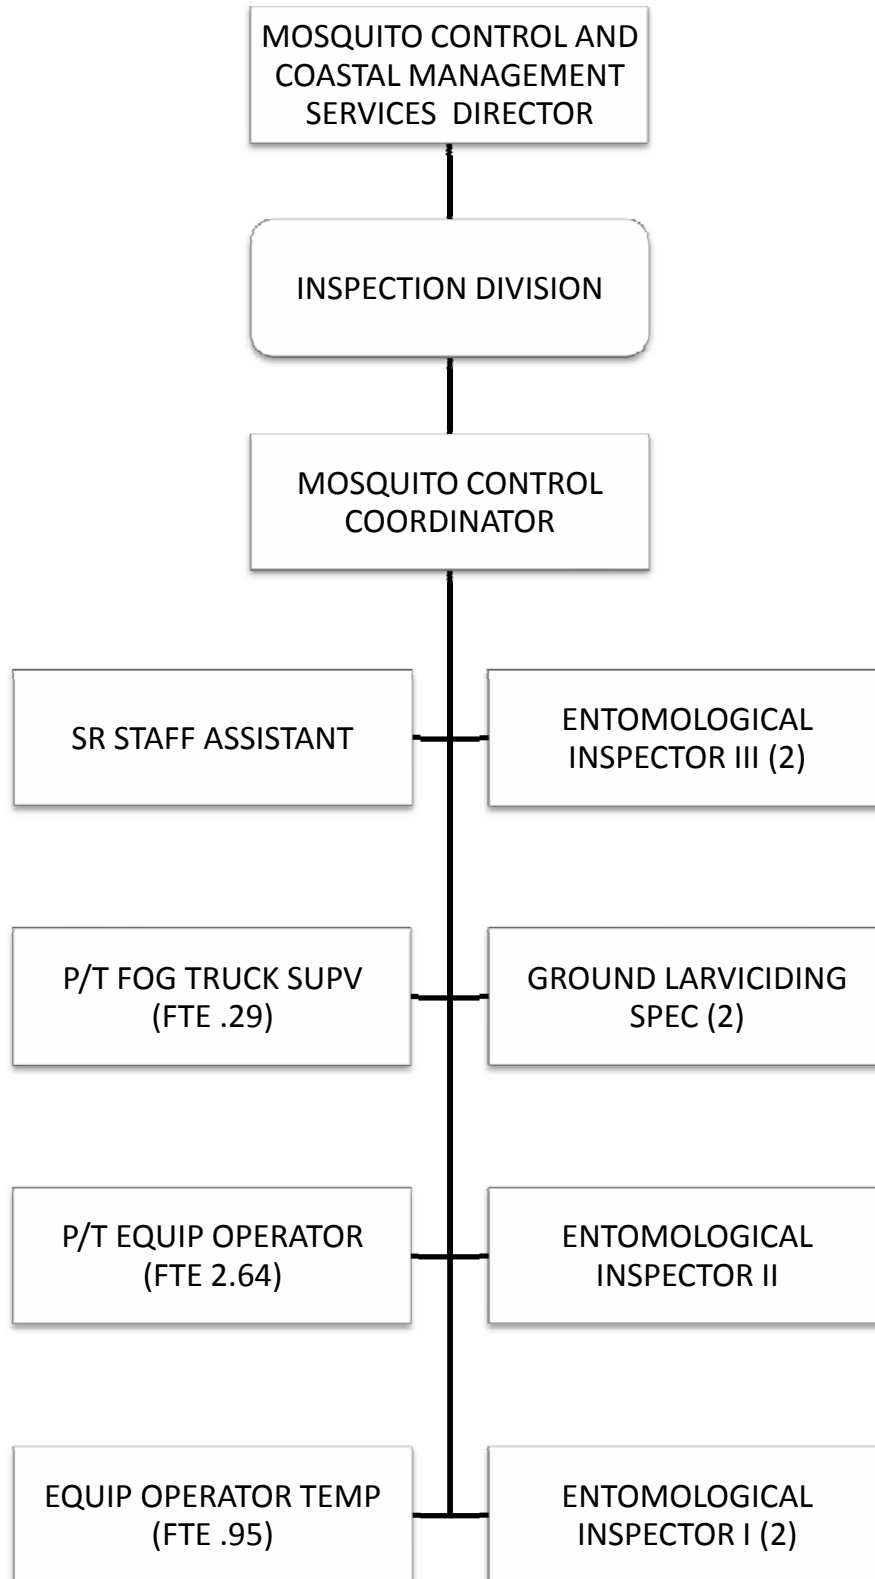 MOSQUITO CONTROL AND
COASTAL MANAGEMENT
SERVICES DIRECTOR
INSPECTION DIVISION
MOSQUITO CONTROL
COORDINATOR
SR STAFF ASSISTANT
ENTOMOLOGICAL
INSPECTOR III (2)
P/T FOG TRUCK SUPV
(FTE .29)
GROUND LARVICIDING
SPEC (2)
P/T EQUIP OPERATOR
(FTE 2.64)
ENTOMOLOGICAL
INSPECTOR II
EQUIP OPERATOR TEMP
(FTE .95)
ENTOMOLOGICAL
INSPECTOR I (2)